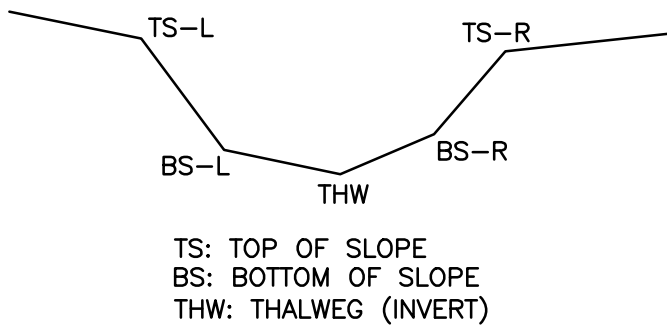 TS-L
TS-R
BS-L
BS-R
THW
TS: TOP OF SLOPE
BS: BOTTOM OF SLOPE
THW: THALWEG (INVERT)